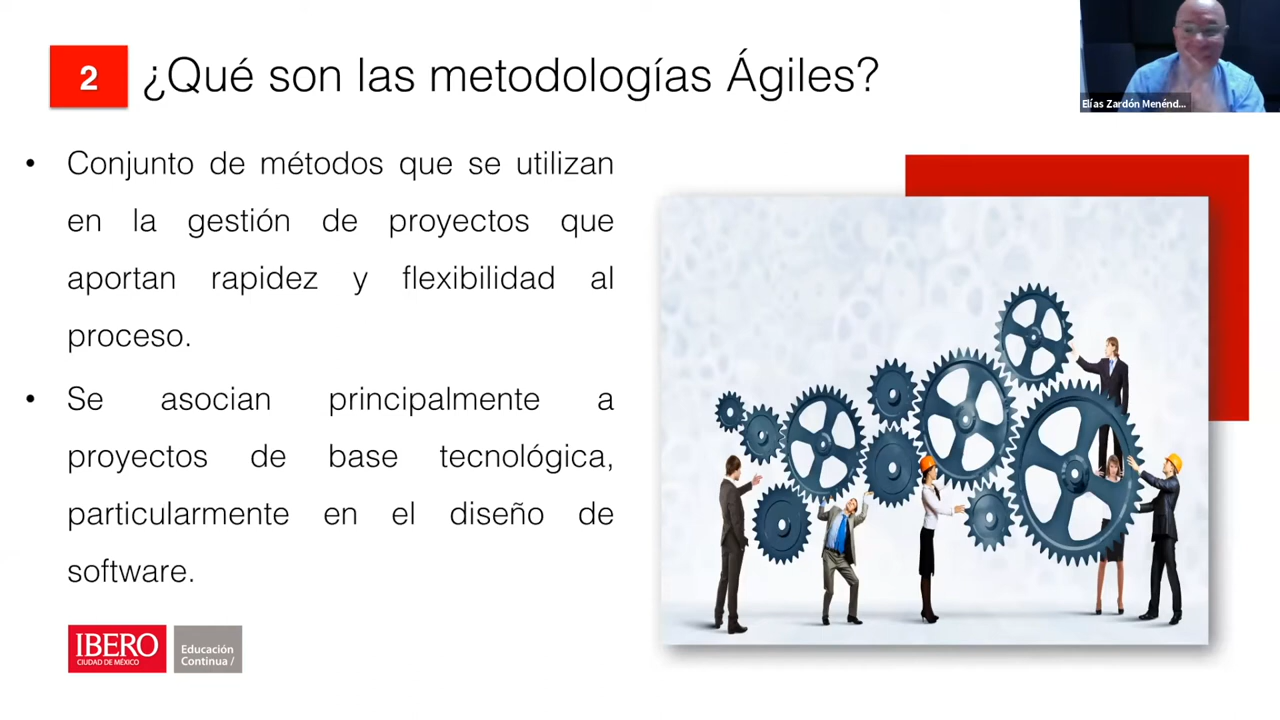 2
¿Qué son las metodologías Ágiles?
Elías Zardón Menénd...
• Conjunto de métodos que se utilizan
en la gestión de proyectos que
aportan rapidez y flexibilidad al
proceso.
• Se asocian principalmente a
proyectos de base tecnológica,
particularmente en el diseño de
software.
IBERO
CIUDAD DE MÉXICO
Educación
Continua /